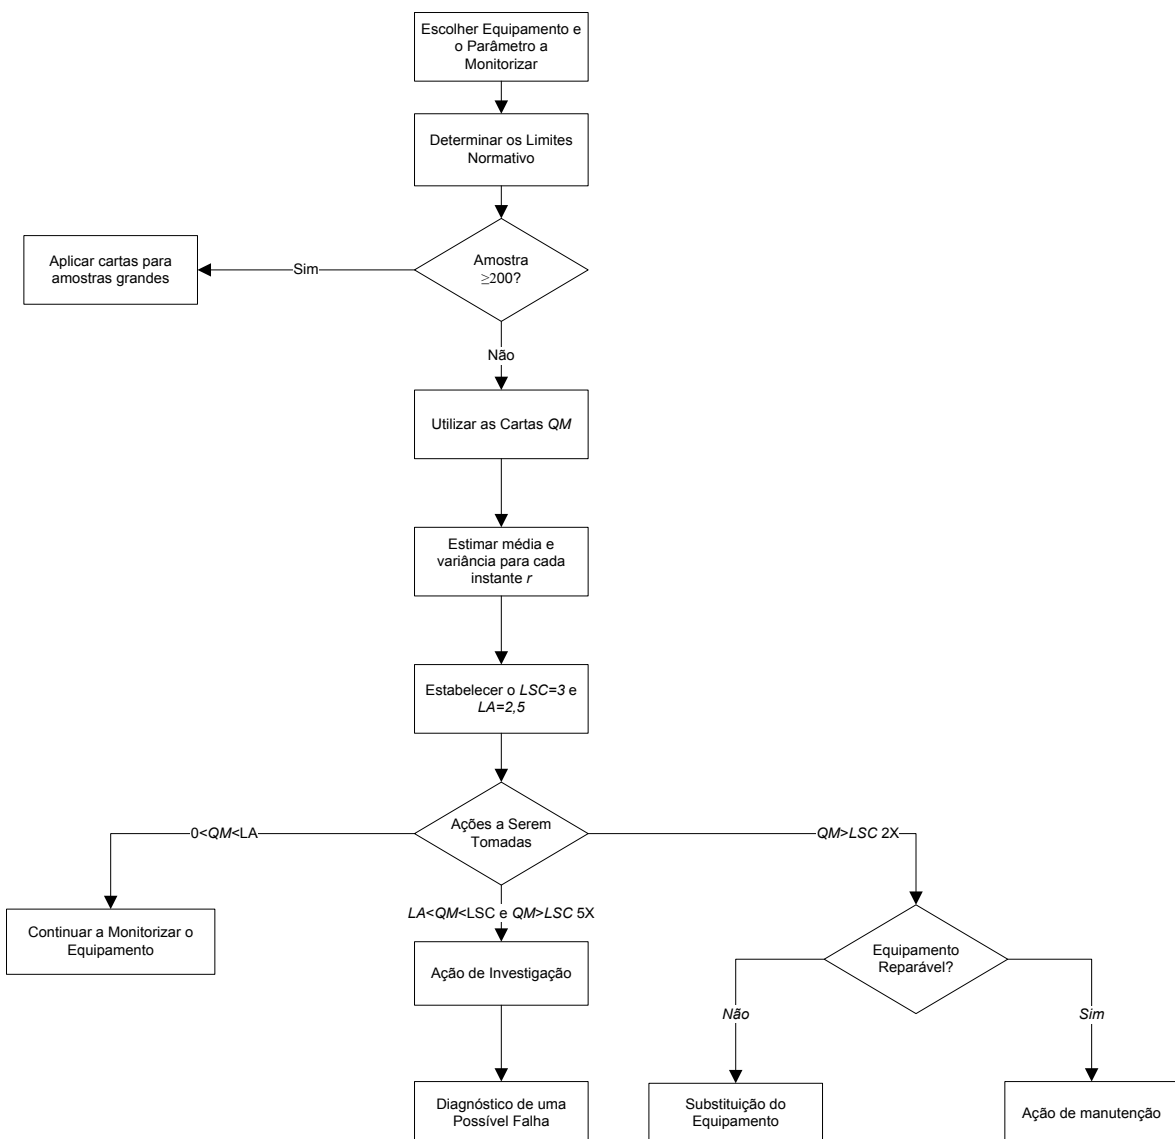 Escolher Equipamento e
o Parâmetro a
Monitorizar
Determinar os Limites
Normativo
Amostra
≥200?
Sim
Aplicar cartas para
amostras grandes
Não
Utilizar as Cartas QM
Estimar média e
variância para cada
instante r
Estabelecer o LSC=3 e
LA=2,5
Ações a Serem
Tomadas
0<QM<LA
QM>LSC 2X
LA<QM<LSC e QM>LSC 5X
Continuar a Monitorizar o
Equipamento
Ação de Investigação
Equipamento
Reparável?
Não
Sim
Diagnóstico de uma
Possível Falha
Substituição do
Equipamento
Ação de manutenção